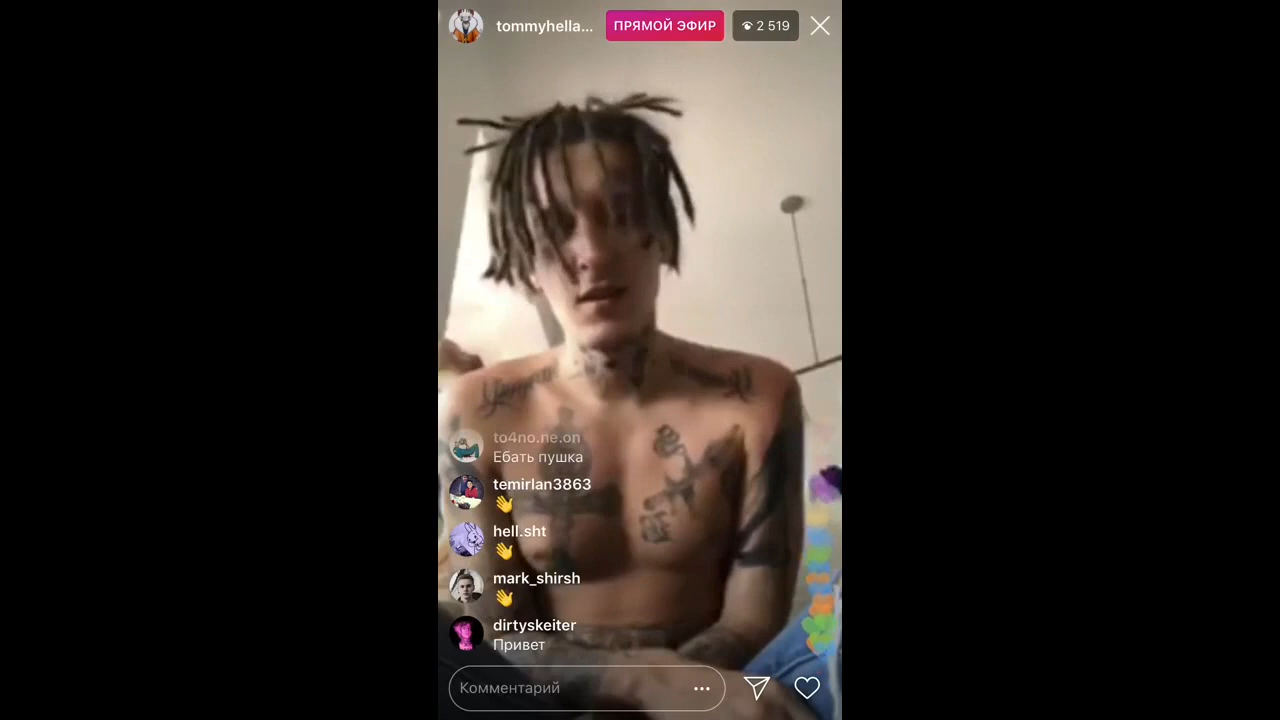 tommyhella... ПРЯМОЙ ЭФИР 2 519
to4no.ne.on
Ебать пушка
temirlan3863
👋
hell.sht
👋
mark_shirsh
👋
dirtyskeiter
Привет
Комментарий